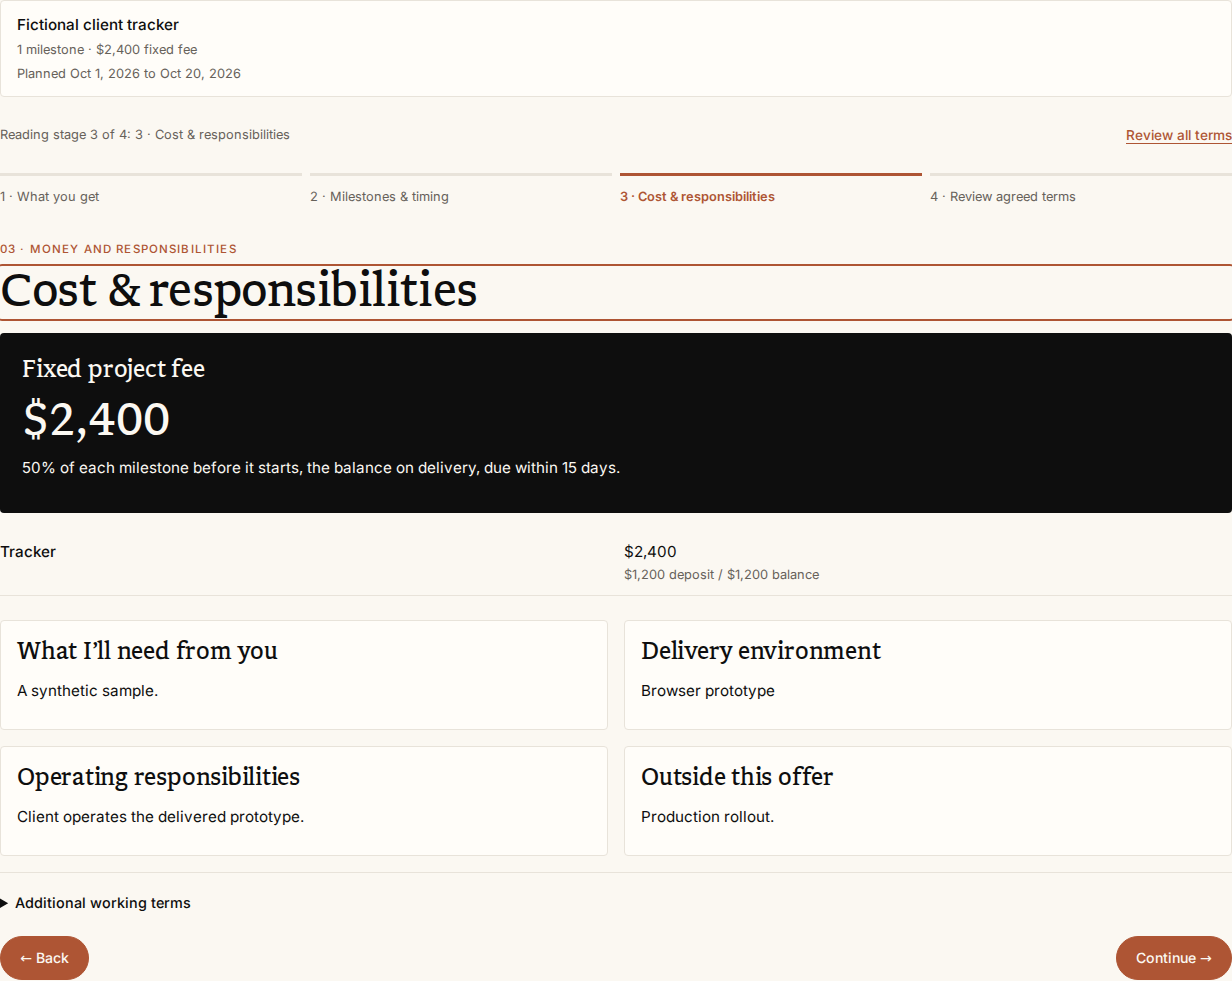 Fictional client tracker
1 milestone · $2,400 fixed fee
Planned Oct 1, 2026 to Oct 20, 2026
Reading stage 3 of 4: 3 · Cost & responsibilities
Review all terms
1 · What you get
2 · Milestones & timing
3 · Cost & responsibilities
4 · Review agreed terms
03 · MONEY AND RESPONSIBILITIES
Cost & responsibilities
Fixed project fee
$2,400
50% of each milestone before it starts, the balance on delivery, due within 15 days.
Tracker
$2,400
$1,200 deposit / $1,200 balance
What I’ll need from you
A synthetic sample.
Delivery environment
Browser prototype
Operating responsibilities
Client operates the delivered prototype.
Outside this offer
Production rollout.
Additional working terms
← Back
Continue →